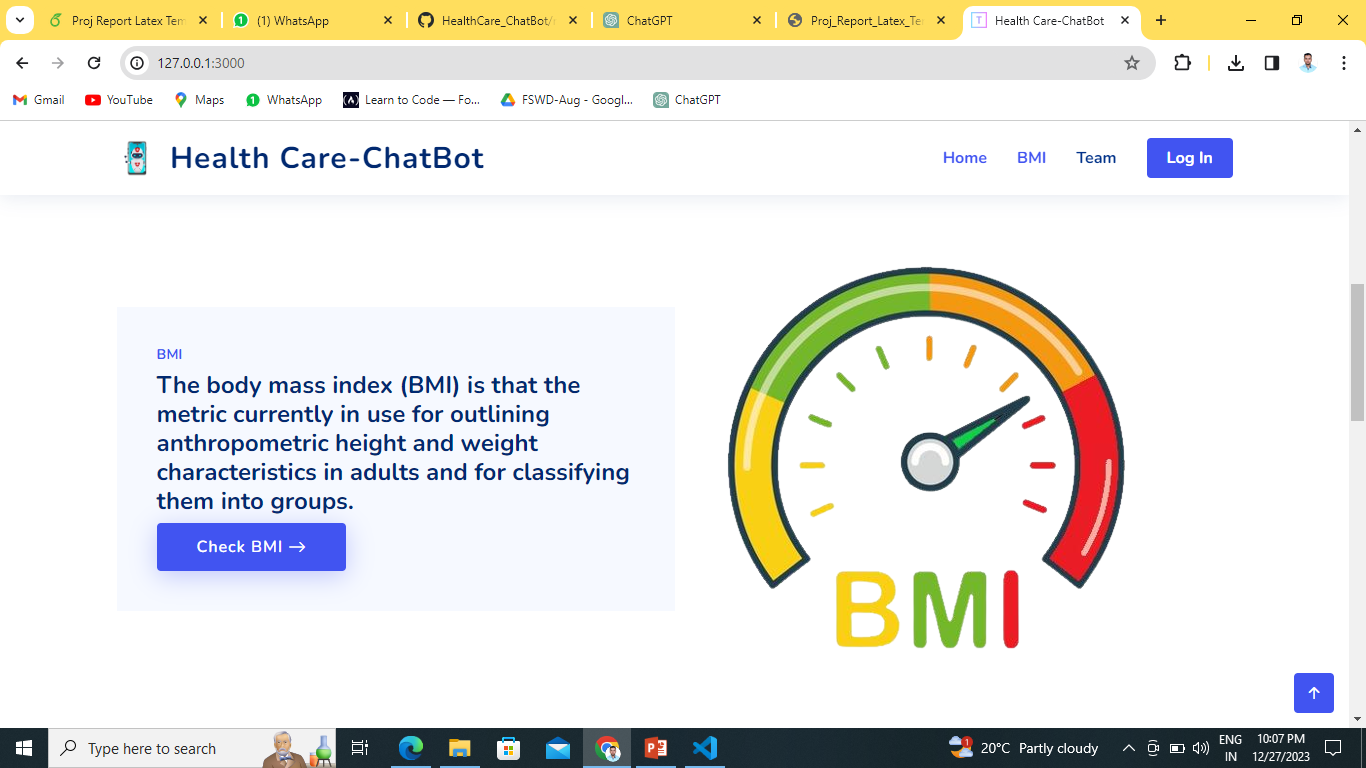 Proj Report Latex Tem
(1) WhatsApp
HealthCare_ChatBot/
ChatGPT
Proj_Report_Latex_Te
Health Care-ChatBot
127.0.0.1:3000
Gmail
YouTube
Maps
1
WhatsApp
Learn to Code — Fo...
FSWD-Aug - Googl...
ChatGPT
Health Care-ChatBot
Home
BMI
Team
Log In
BMI
The body mass index (BMI) is that the
metric currently in use for outlining
anthropometric height and weight
characteristics in adults and for classifying
them into groups.
Check BMI →
BMI
Type here to search
1
20°C Partly cloudy
ENG
IN
10:07 PM
12/27/2023